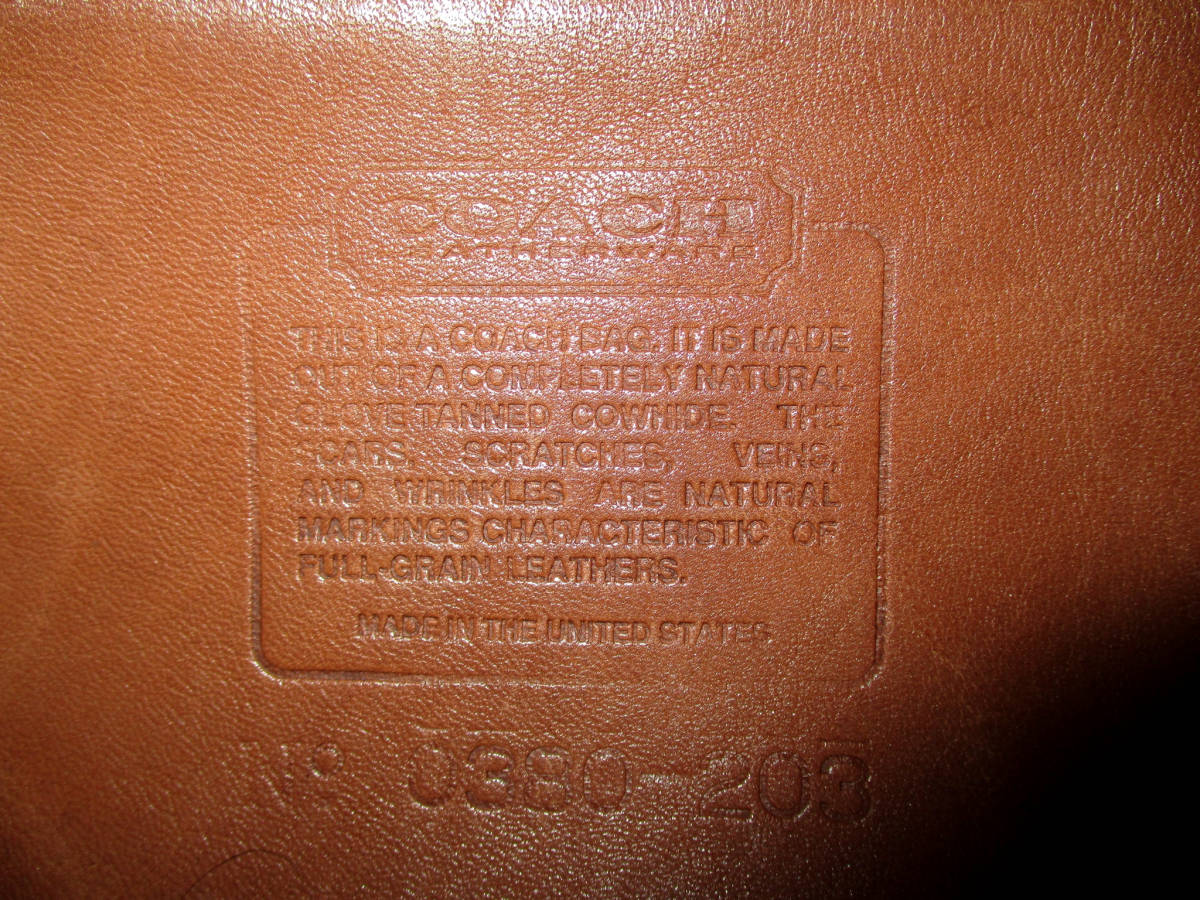 COACH
LEATHERWARE
THIS IS A COACH BAG. IT IS MADE
OUT OF A COMPLETELY NATURAL
GLOVE TANNED COWHIDE. THE
SCARS, SCRATCHES, VEINS,
AND WRINKLES ARE NATURAL
MARKINGS CHARACTERISTIC OF
FULL-GRAIN LEATHERS.
MADE IN THE UNITED STATES
Nº 0380-203